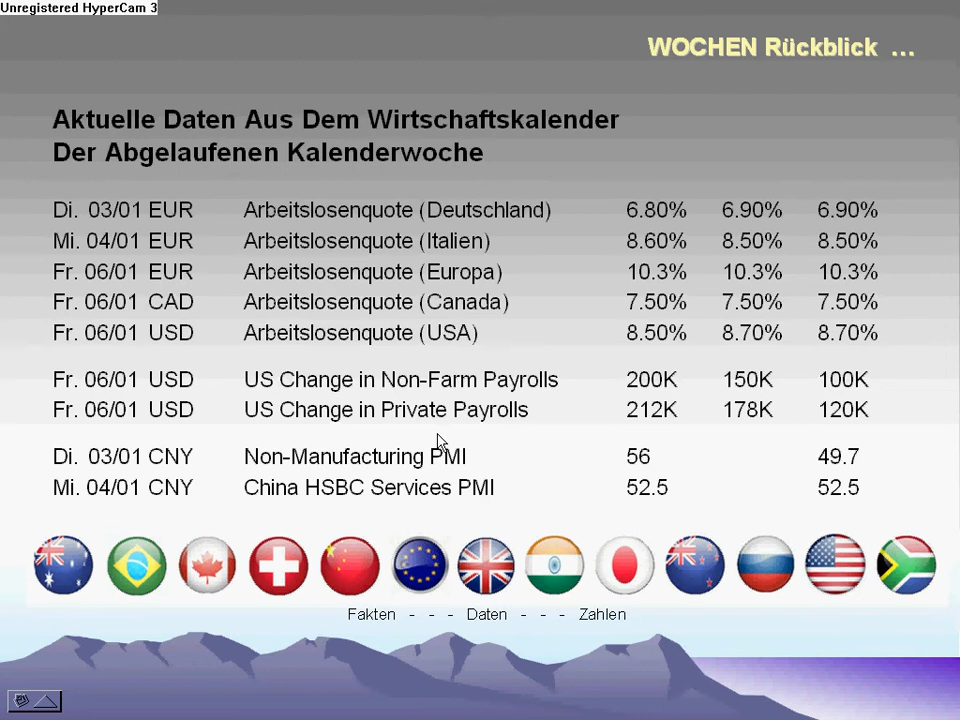 Unregistered HyperCam 3
WOCHEN Rückblick ...
Aktuelle Daten Aus Dem Wirtschaftskalender
Der Abgelaufenen Kalenderwoche
Di. 03/01 EUR Arbeitslosenquote (Deutschland) 6.80% 6.90% 6.90%
Mi. 04/01 EUR Arbeitslosenquote (Italien) 8.60% 8.50% 8.50%
Fr. 06/01 EUR Arbeitslosenquote (Europa) 10.3% 10.3% 10.3%
Fr. 06/01 CAD Arbeitslosenquote (Canada) 7.50% 7.50% 7.50%
Fr. 06/01 USD Arbeitslosenquote (USA) 8.50% 8.70% 8.70%
Fr. 06/01 USD US Change in Non-Farm Payrolls 200K 150K 100K
Fr. 06/01 USD US Change in Private Payrolls 212K 178K 120K
Di. 03/01 CNY Non-Manufacturing PMI 56 49.7
Mi. 04/01 CNY China HSBC Services PMI 52.5 52.5
Fakten - - - Daten - - - Zahlen